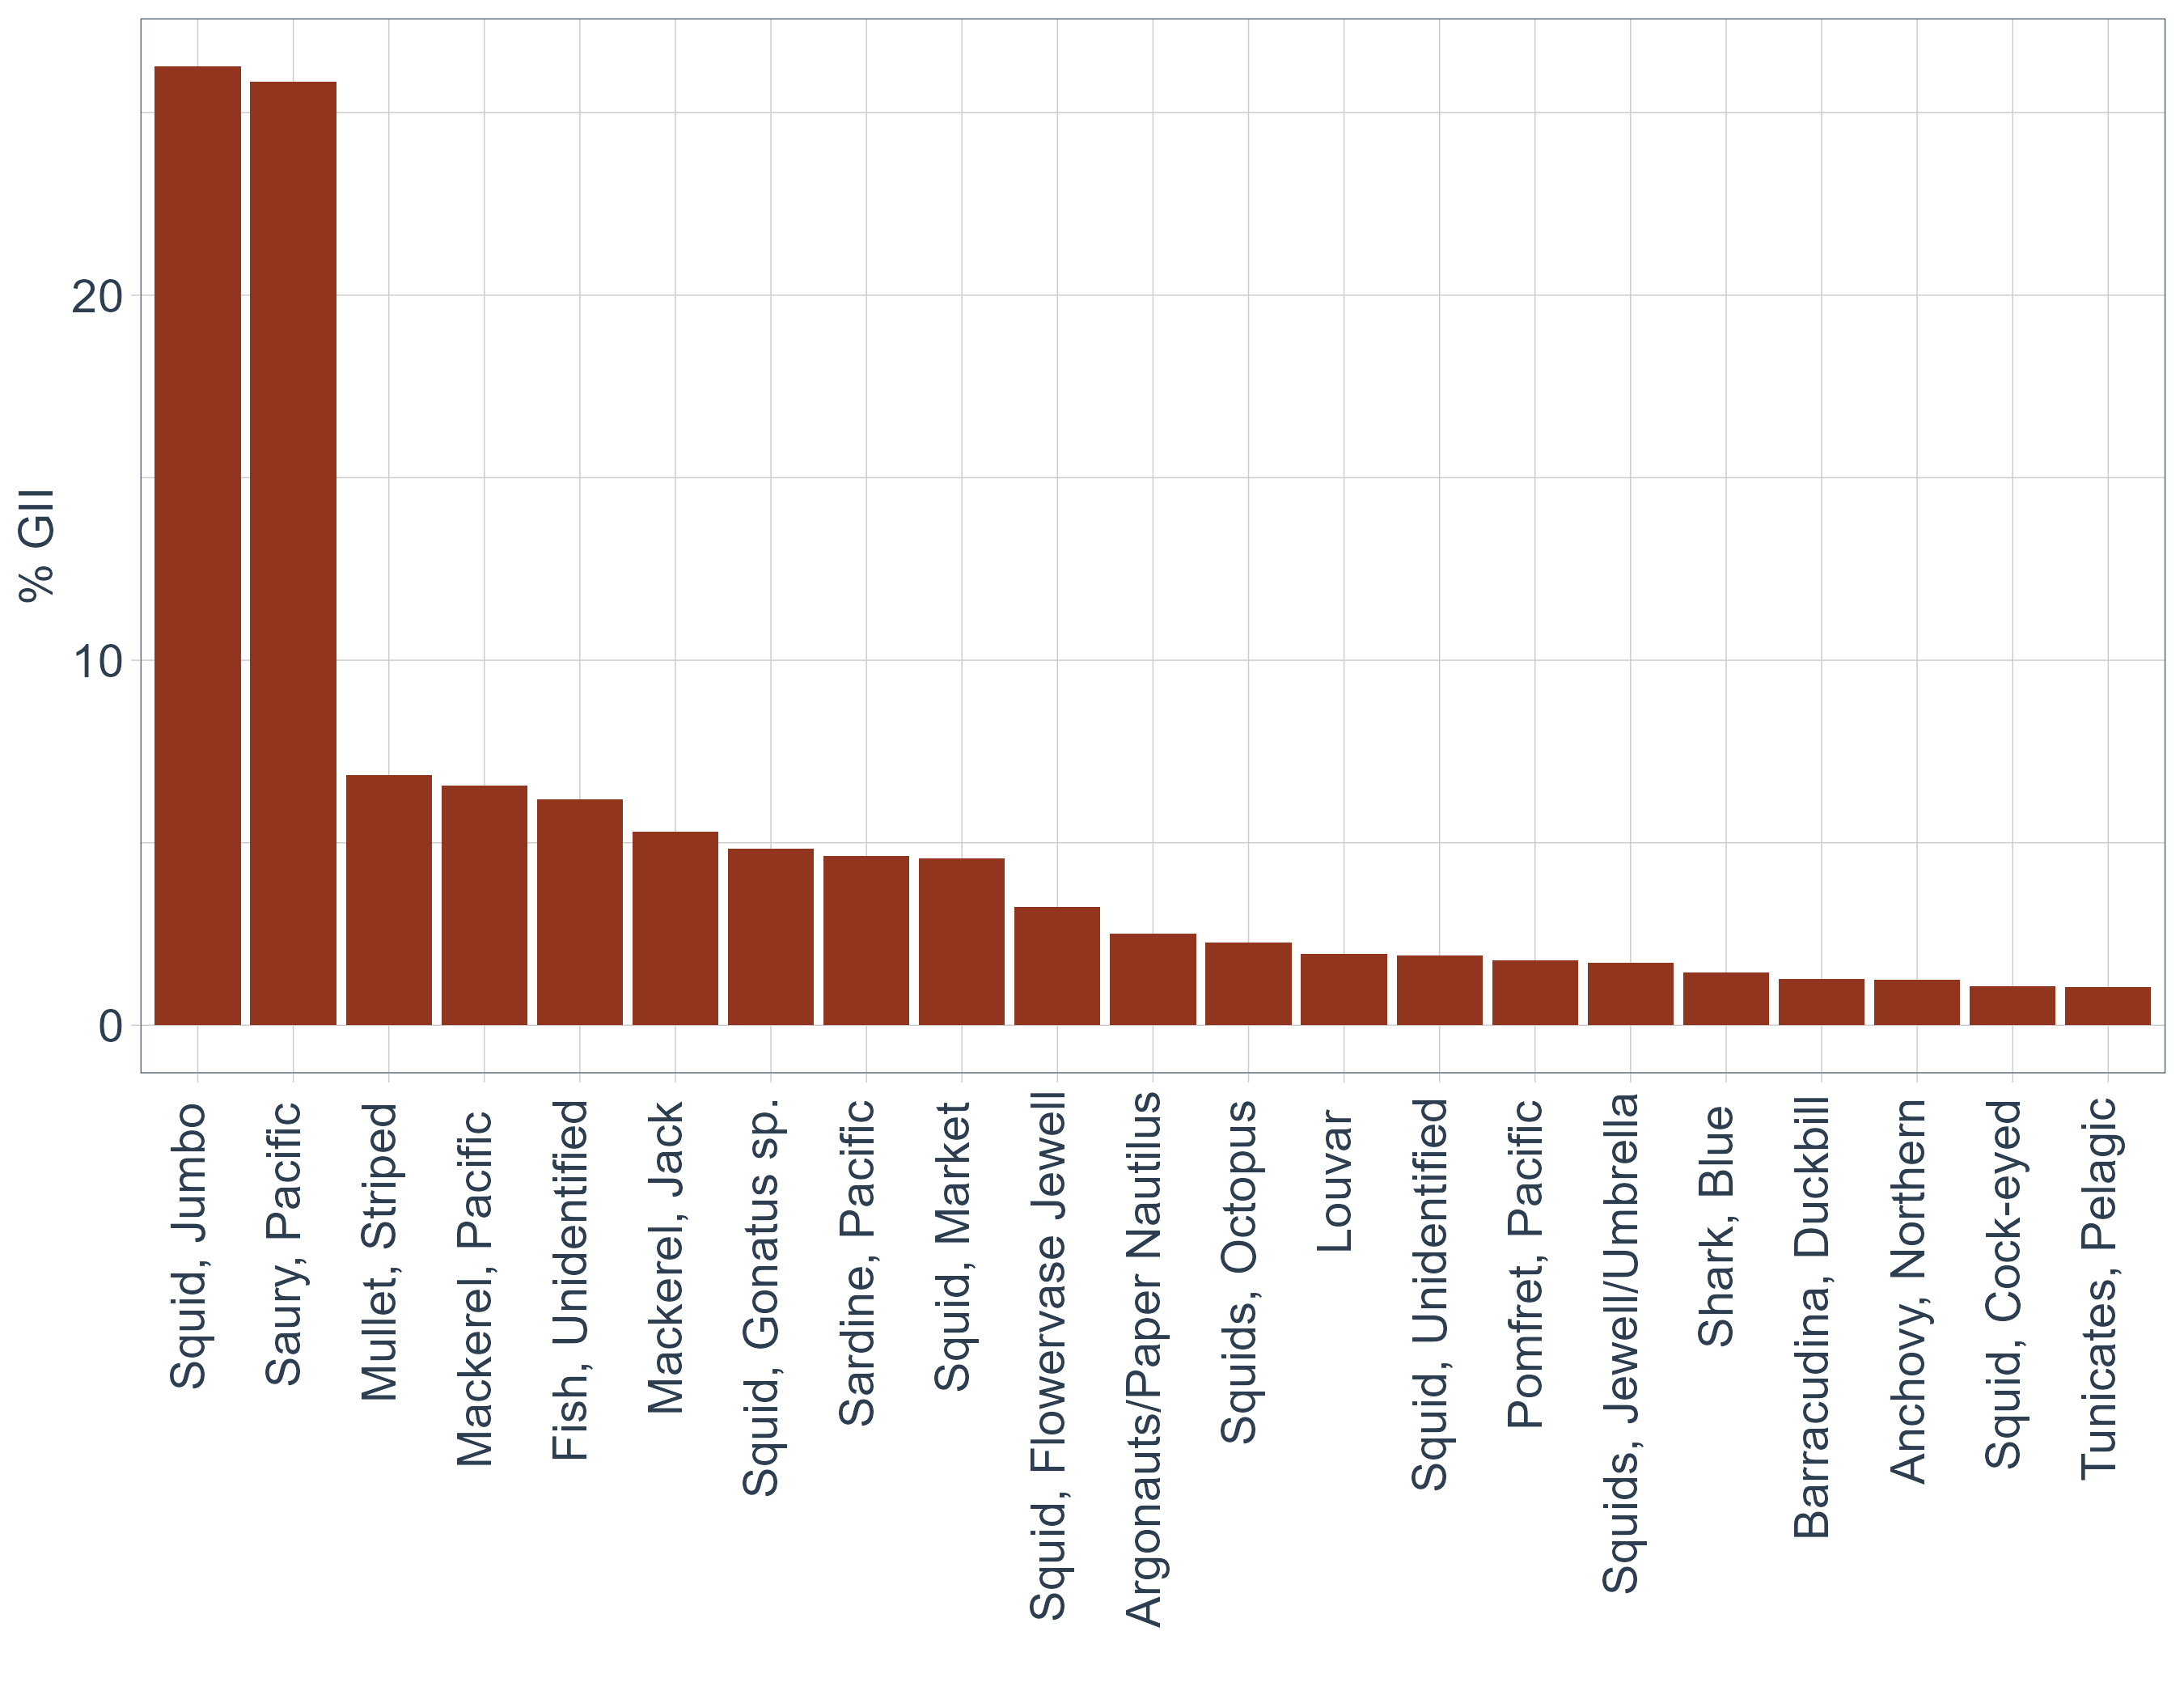 % GII
20
10
0
Squid, Jumbo
Saury, Pacific
Mullet, Striped
Mackerel, Pacific
Fish, Unidentified
Mackerel, Jack
Squid, Gonatus sp.
Sardine, Pacific
Squid, Market
Squid, Flowervase Jewell
Argonauts/Paper Nautilus
Squids, Octopus
Louvar
Squid, Unidentified
Pomfret, Pacific
Squids, Jewell/Umbrella
Shark, Blue
Barracudina, Duckbill
Anchovy, Northern
Squid, Cock-eyed
Tunicates, Pelagic